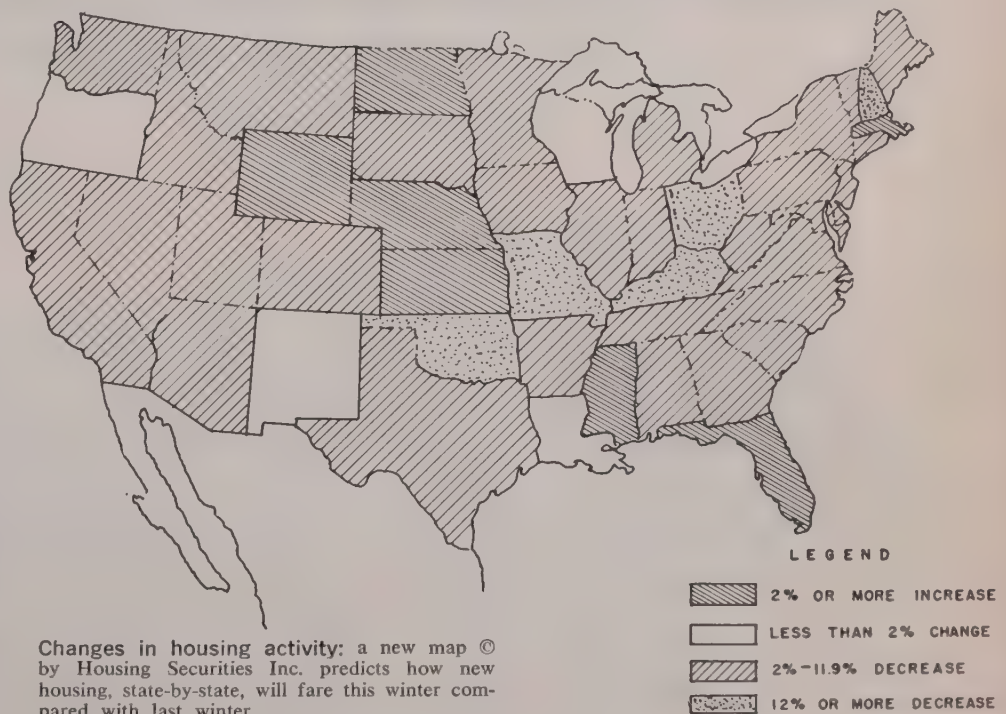 LEGEND
2% OR MORE INCREASE
LESS THAN 2% CHANGE
2%-11.9% DECREASE
12% OR MORE DECREASE
Changes in housing activity: a new map ©
by Housing Securities Inc. predicts how new
housing, state-by-state, will fare this winter com-
pared with last winter.